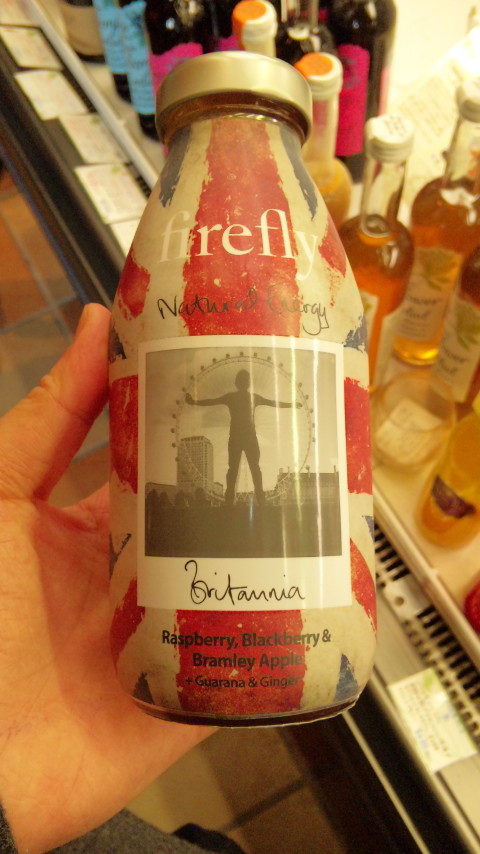 firefly
Natural Energy
Britannia
Raspberry, Blackberry &
Bramley Apple
+ Guarana & Ginger